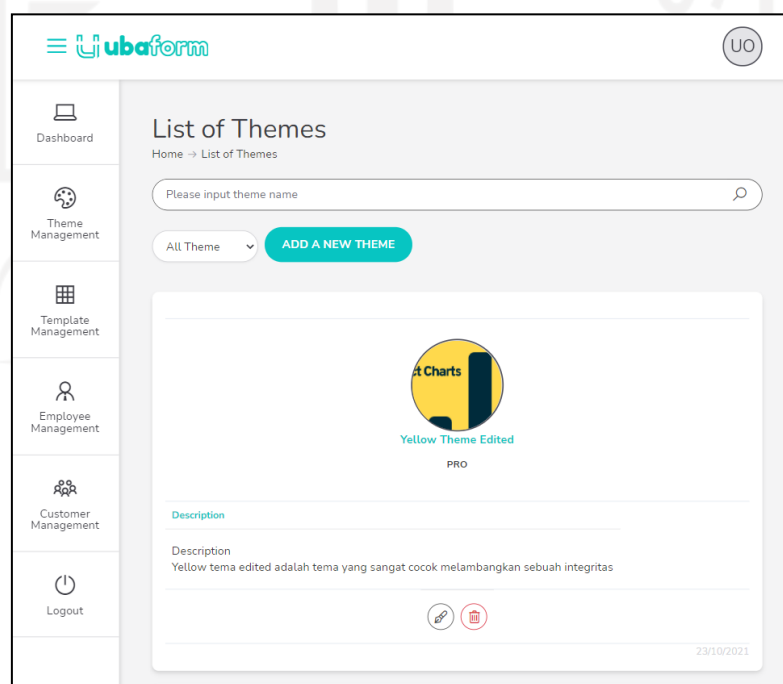 ubaform
UO
Dashboard
Theme
Management
Template
Management
Employee
Management
Customer
Management
Logout
List of Themes
Home → List of Themes
Please input theme name
All Theme
ADD A NEW THEME
ct Charts
Yellow Theme Edited
PRO
Description
Description
Yellow tema edited adalah tema yang sangat cocok melambangkan sebuah integritas
23/10/2021